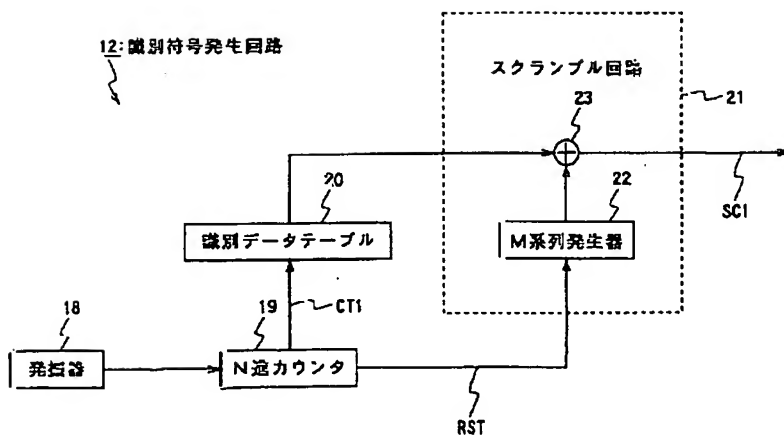 12:識別符号発生回路
スクランブル回路
21
23
20
22
SC1
識別データテーブル
M系列発生器
18
19
CT1
発振器
N進カウンタ
RST